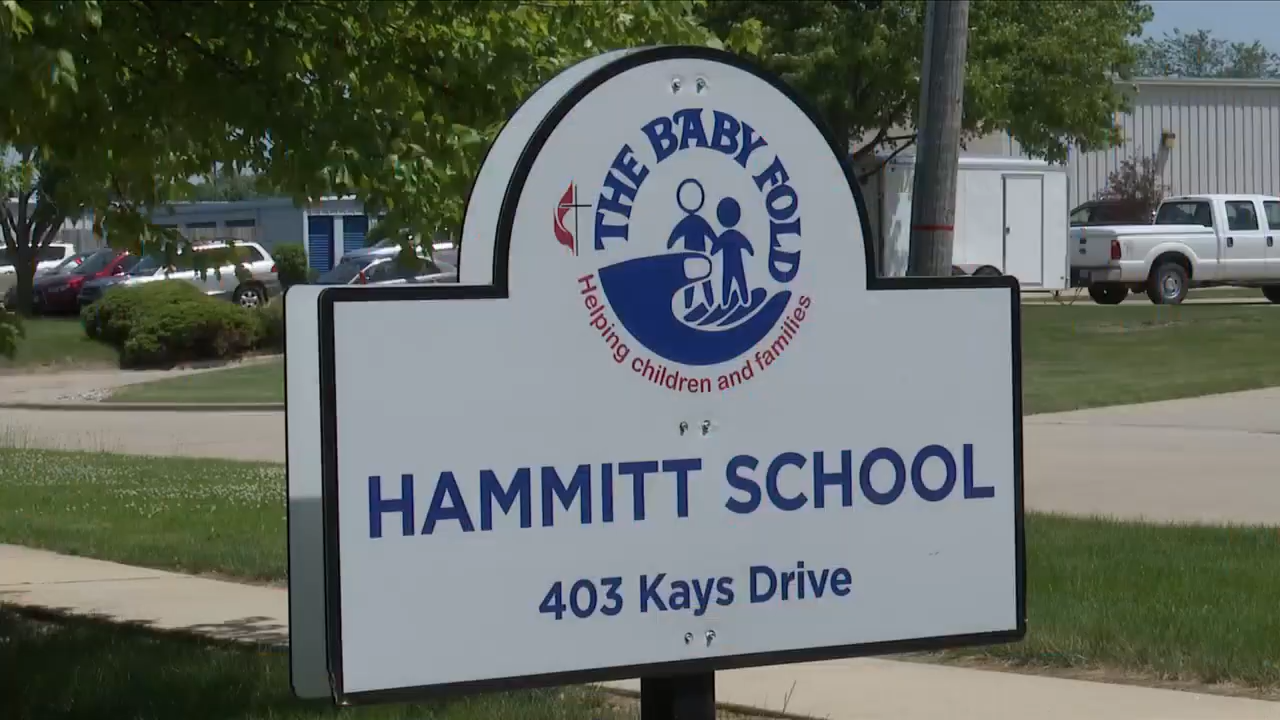 THE BABY FOLD
Helping children and families
HAMMITT SCHOOL
403 Kays Drive